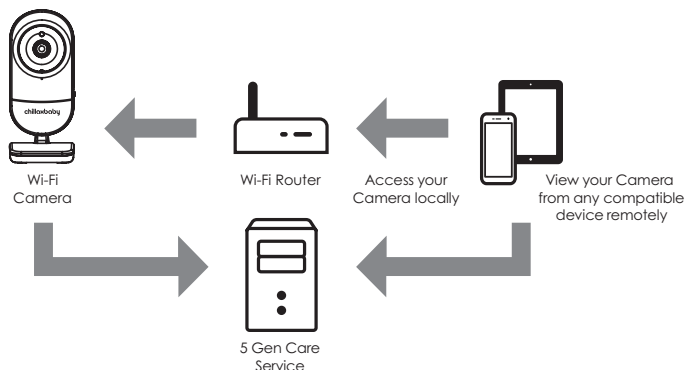 chillaxbaby
Wi-Fi
Camera
Wi-Fi Router
Access your
Camera locally
View your Camera
from any compatible
device remotely
5 Gen Care
Service